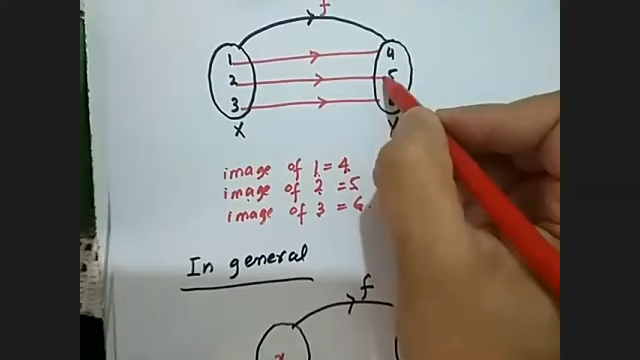 f
1 4
2 5
3
X Y
image of 1 = 4
image of 2 = 5
image of 3 = 6.
In general
f
x